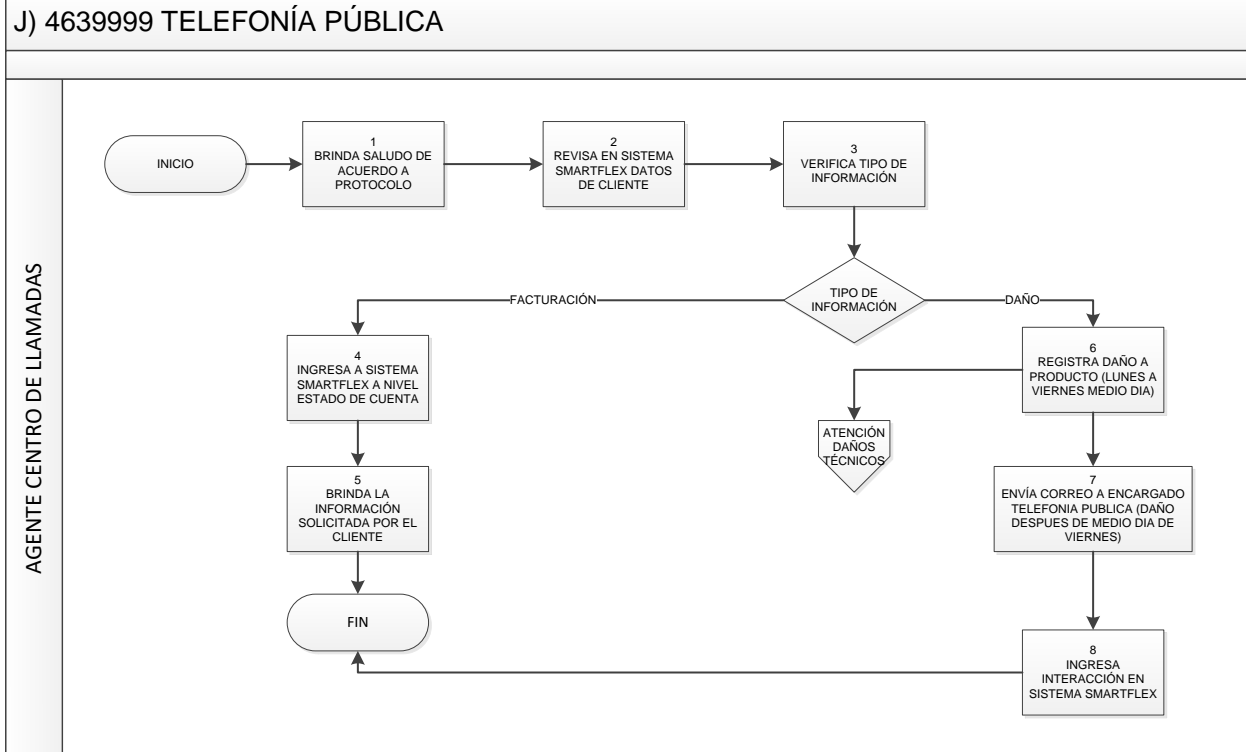 J) 4639999 TELEFONÍA PÚBLICA
AGENTE CENTRO DE LLAMADAS
INICIO
1
BRINDA SALUDO DE
ACUERDO A
PROTOCOLO
2
REVISA EN SISTEMA
SMARTFLEX DATOS
DE CLIENTE
3
VERIFICA TIPO DE
INFORMACIÓN
TIPO DE
INFORMACIÓN
FACTURACIÓN
DAÑO
4
INGRESA A SISTEMA
SMARTFLEX A NIVEL
ESTADO DE CUENTA
5
BRINDA LA
INFORMACIÓN
SOLICITADA POR EL
CLIENTE
FIN
6
REGISTRA DAÑO A
PRODUCTO (LUNES A
VIERNES MEDIO DIA)
ATENCIÓN
DAÑOS
TÉCNICOS
7
ENVÍA CORREO A ENCARGADO
TELEFONIA PUBLICA (DAÑO
DESPUES DE MEDIO DIA DE
VIERNES)
8
INGRESA
INTERACCIÓN EN
SISTEMA SMARTFLEX